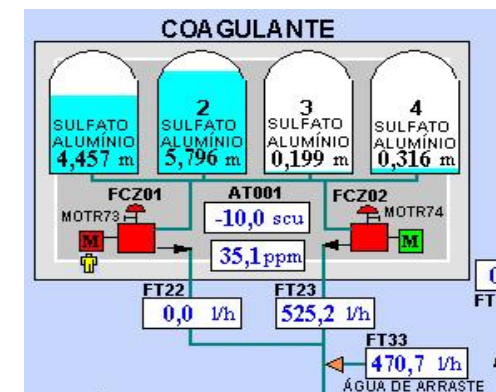 COAGULANTE
SULFATO
ALUMÍNIO
4,457 m
2
SULFATO
ALUMÍNIO
5,796 m
3
SULFATO
ALUMÍNIO
0,199 m
4
SULFATO
ALUMÍNIO
0,316 m
FCZ01
AT001
FCZ02
MOTR73
-10,0 scu
MOTR74
M
35,1 ppm
M
FT22
0,0 l/h
FT23
525,2 l/h
FT33
470,7 l/h
ÁGUA DE ARRASTE